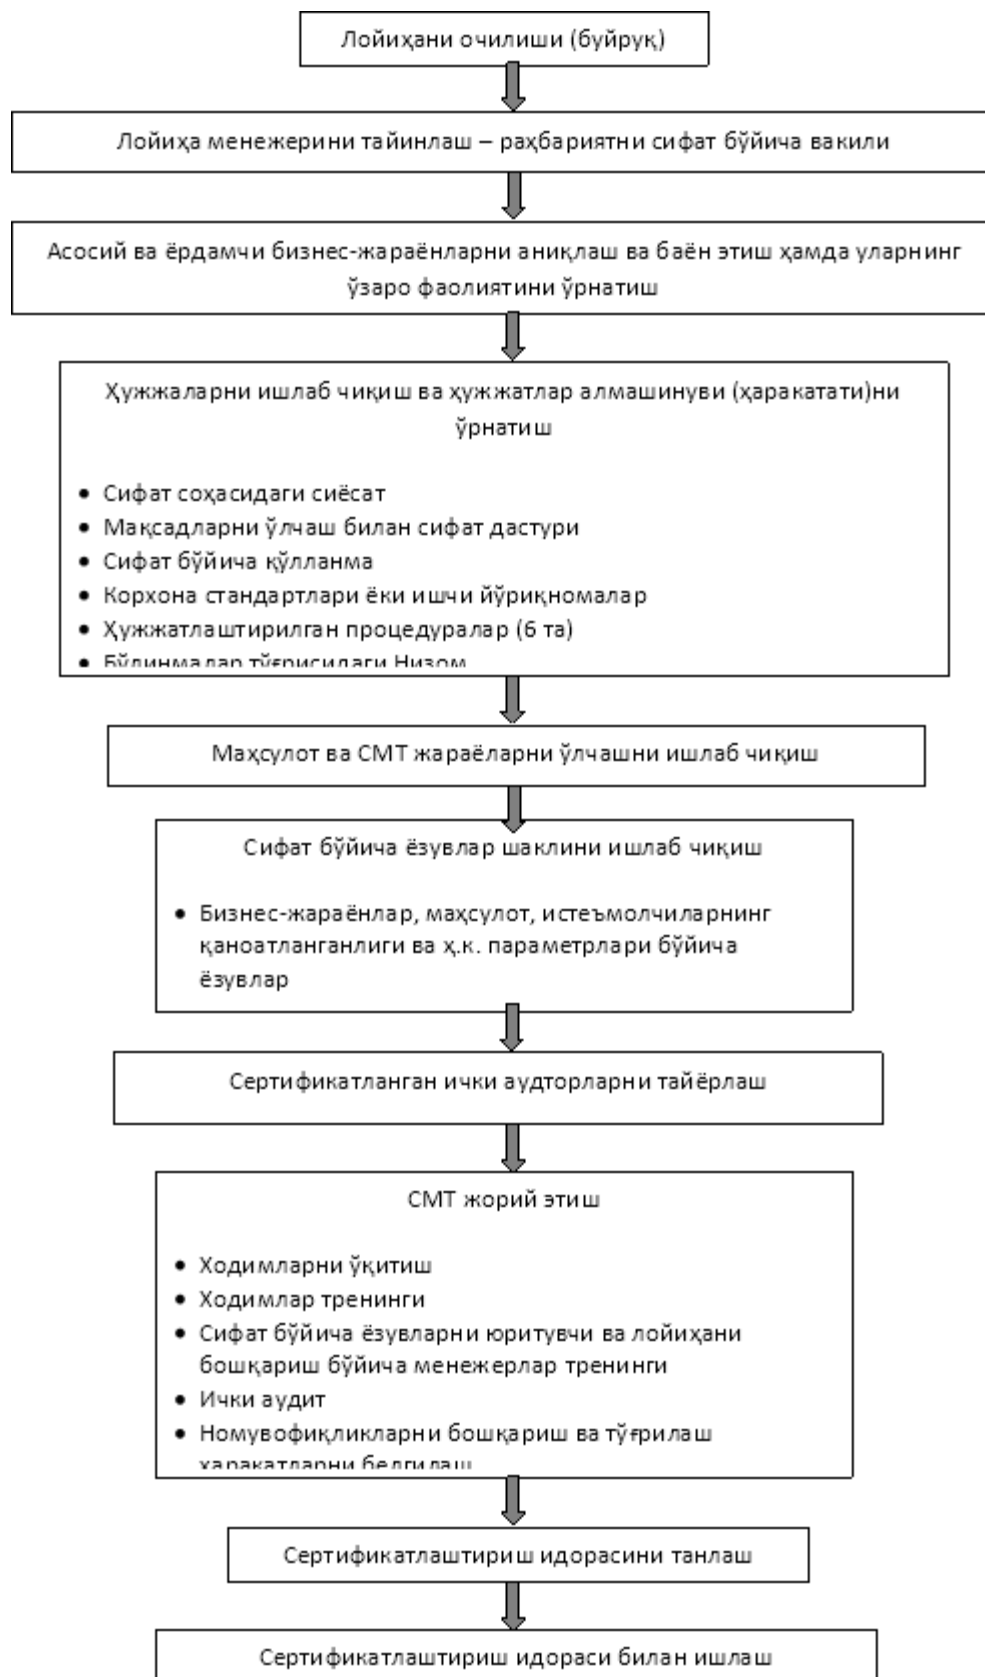 Лойиҳани очилиши (буйруқ)
Лойиҳа менежерини тайинлаш – раҳбариятни сифат бўйича вакили
Асосий ва ёрдамчи бизнес-жараёнларни аниқлаш ва баён этиш ҳамда уларнинг
ўзаро фаолиятини ўрнатиш
Ҳужжаларни ишлаб чиқиш ва ҳужжатлар алмашинуви (ҳаракатати)ни
ўрнатиш
• Сифат соҳасидаги сиёсат
• Мақсадларни ўлчаш билан сифат дастури
• Сифат бўйича қўлланма
• Корхона стандартлари ёки ишчи йўриқномалар
• Ҳужжатлаштирилган процедуралар (6 та)
• Бўлинмалар тўғрисидаги Низом
Маҳсулот ва СМТ жараёларни ўлчашни ишлаб чиқиш
Сифат бўйича ёзувлар шаклини ишлаб чиқиш
• Бизнес-жараёнлар, маҳсулот, истеъмолчиларнинг
қаноатланганлиги ва ҳ.к. параметрлари бўйича
ёзувлар
Сертификатланган ички аудторларни тайёрлаш
СМТ жорий этиш
• Ходимларни ўқитиш
• Ходимлар тренинги
• Сифат бўйича ёзувларни юритувчи ва лойиҳани
бошқариш бўйича менежерлар тренинги
• Ички аудит
• Номувофиқликларни бошқариш ва тўғрилаш
ҳаракатларни белгилаш
Сертификатлаштириш идорасини танлаш
Сертификатлаштириш идораси билан ишлаш